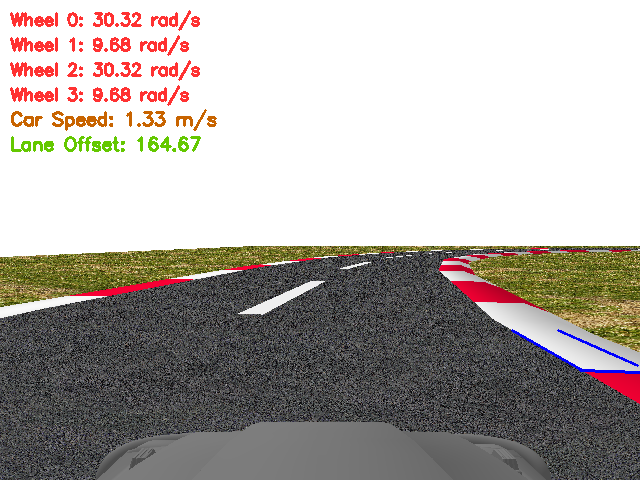 Wheel 0: 30.32 rad/s
Wheel 1: 9.68 rad/s
Wheel 2: 30.32 rad/s
Wheel 3: 9.68 rad/s
Car Speed: 1.33 m/s
Lane Offset: 164.67